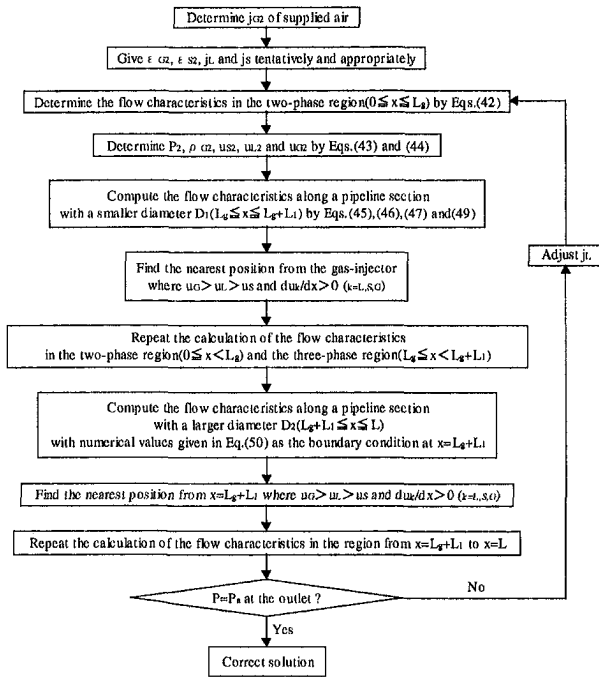 Determine jG2 of supplied air
Give ε G2, ε S2, jL and js tentatively and appropriately
Determine the flow characteristics in the two-phase region(0≦x≦Lg) by Eqs.(42)
Determine P2, ρ G2, uS2, uL2 and uG2 by Eqs.(43) and (44)
Compute the flow characteristics along a pipeline section
with a smaller diameter D1(Lg≦x≦Lg+L1) by Eqs.(45),(46),(47) and(49)
Adjust jL
Find the nearest position from the gas-injector
where uG>uL>us and duk/dx>0 (k=L,S,G)
Repeat the calculation of the flow characteristics
in the two-phase region(0≦x<Lg) and the three-phase region(Lg≦x<Lg+L1)
Compute the flow characteristics along a pipeline section
with a larger diameter D2(Lg+L1≦x≦L)
with numerical values given in Eq.(50) as the boundary condition at x=Lg+L1
Find the nearest position from x=Lg+L1 where uG>uL>us and duk/dx>0 (k=L,S,G)
Repeat the calculation of the flow characteristics in the region from x=Lg+L1 to x=L
No
P=Pa at the outlet ?
Yes
Correct solution